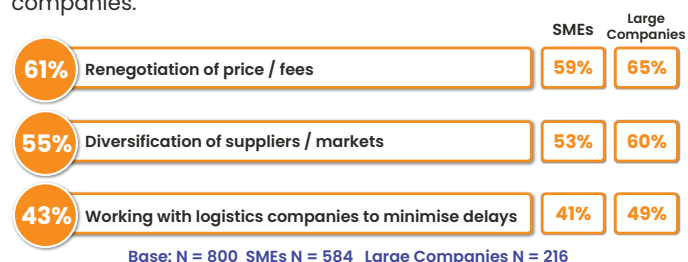 companies.
SMEs
Large
Companies
61% Renegotiation of price / fees 59% 65%
55% Diversification of suppliers / markets 53% 60%
43% Working with logistics companies to minimise delays 41% 49%
Base: N = 800 SMEs N = 584 Large Companies N = 216